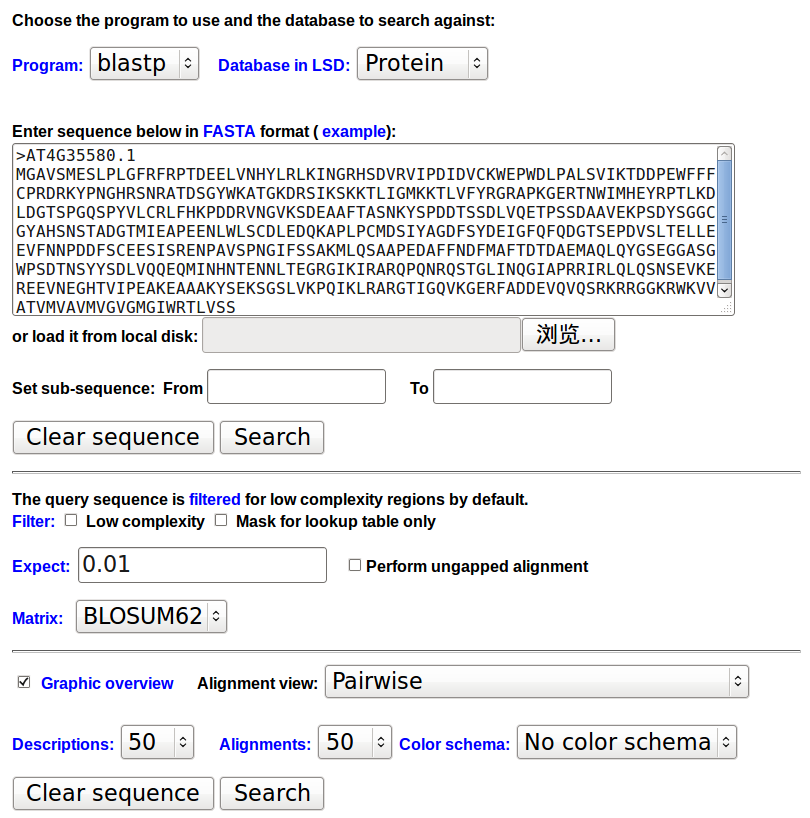 Choose the program to use and the database to search against:
Program: blastp Database in LSD: Protein
Enter sequence below in FASTA format ( example):
>AT4G35580.1
MGAVSMESLPLGFRFRPTDEELVNHYLRLKINGRHSDVRVIPDIDVCKWEPWDLPALSVIKTDDPEWFFF
CPRDRKYPNGHRSNRATDSGYWKATGKDRSIKSKKTLIGMKKTLVFYRGRAPKGERTNWIMHEYRPTLKD
LDGTSPGQSPYVLCRLFHKPDDRVNGVKSDEAAFTASNKYSPDDTSSDLVQETPSSDAAVEKPSDYSGGC
GYAHSNSTADGTMIEAPEENLWLSCDLEDQKAPLPCMDSIYAGDFSYDEIGFQFQDGTSEPDVSLTELLE
EVFNNPDDFSCEESISRENPAVSPNGIFSSAKMLQSAAPEDAFFNDFMAFTDTDAEMAQLQYGSEGGASG
WPSDTNSYYSDLVQQEQMINHNTENNLTEGRGIKIRARQPQNRQSTGLINQGIAPRRIRLQLQSNSEVKE
REEVNEGHTVIPEAKEAAAKYSEKSGSLVKPQIKLRARGTIGQVKGERFADDEVQVQSRKRRGGKRWKVV
ATVMVAVMVGVGMGIWRTLVSS
or load it from local disk: 浏览...
Set sub-sequence: From To
Clear sequence Search
The query sequence is filtered for low complexity regions by default.
Filter: Low complexity Mask for lookup table only
Expect: 0.01 Perform ungapped alignment
Matrix: BLOSUM62
Graphic overview Alignment view: Pairwise
Descriptions: 50 Alignments: 50 Color schema: No color schema
Clear sequence Search